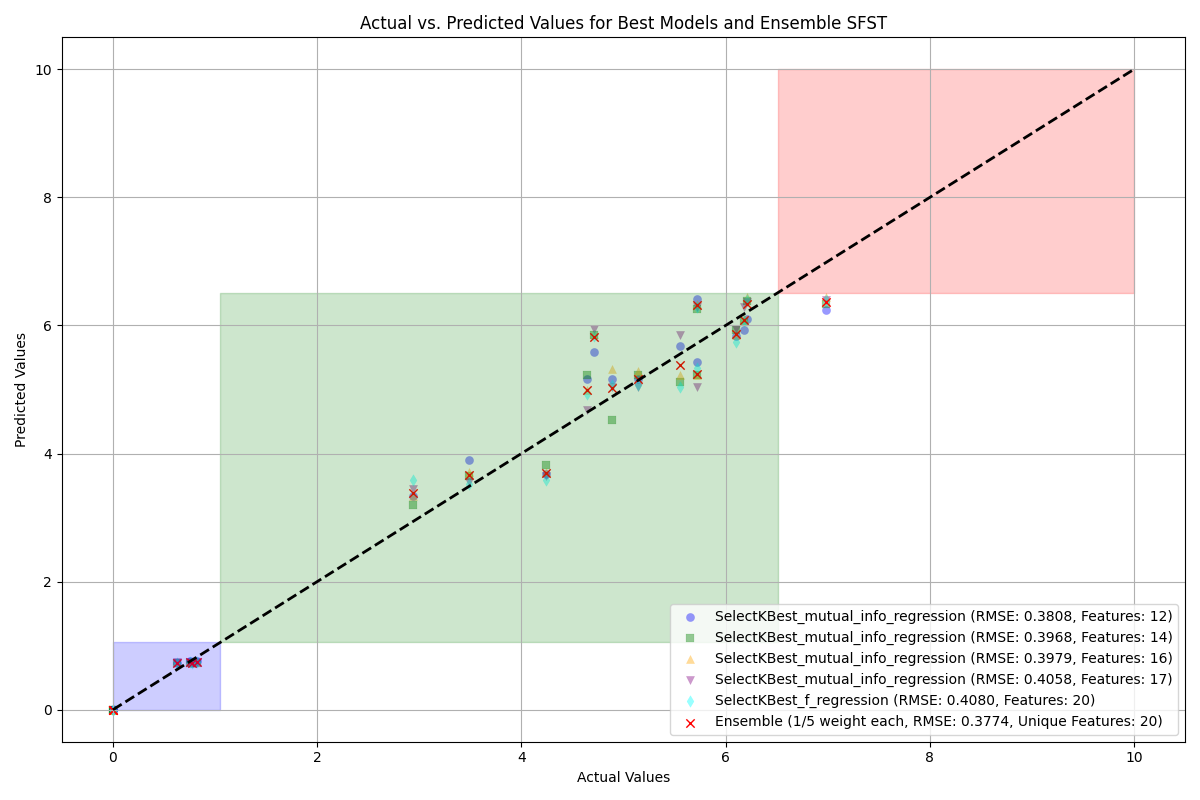 Actual vs. Predicted Values for Best Models and Ensemble SFST
Predicted Values
10
8
6
4
2
0
0 2 4 6 8 10
Actual Values
SelectKBest_mutual_info_regression (RMSE: 0.3808, Features: 12)
SelectKBest_mutual_info_regression (RMSE: 0.3968, Features: 14)
SelectKBest_mutual_info_regression (RMSE: 0.3979, Features: 16)
SelectKBest_mutual_info_regression (RMSE: 0.4058, Features: 17)
SelectKBest_f_regression (RMSE: 0.4080, Features: 20)
Ensemble (1/5 weight each, RMSE: 0.3774, Unique Features: 20)